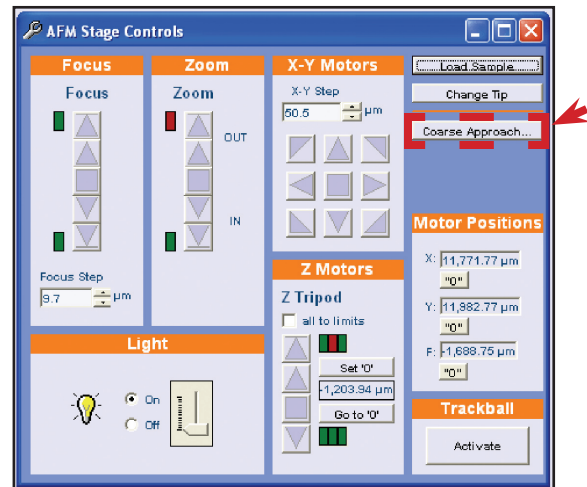 AFM Stage Controls
Focus
Focus
Focus Step
9.7 µm
Zoom
Zoom
OUT
IN
X-Y Motors
X-Y Step
50.5 µm
Load Sample...
Change Tip
Coarse Approach...
Z Motors
Z Tripod
all to limits
Set '0'
-1,203.94 µm
Go to '0'
Motor Positions
X: 11,771.77 µm
"0"
Y: 11,982.77 µm
"0"
F: -1,688.75 µm
"0"
Light
On
Off
Trackball
Activate